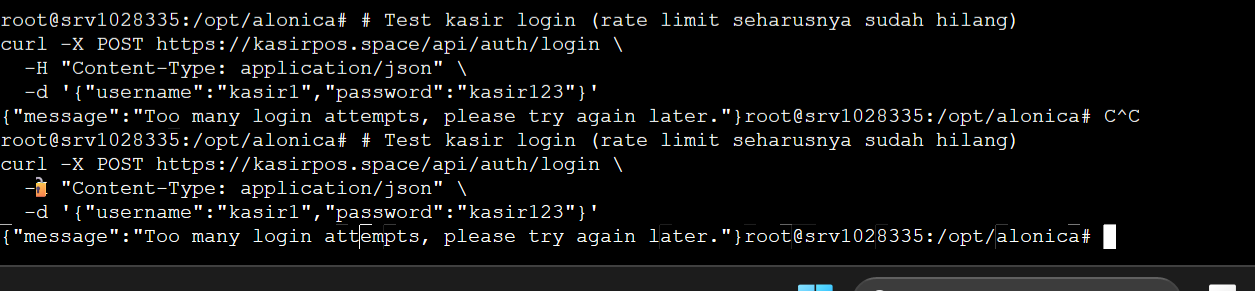 root@srv1028335:/opt/alonica# # Test kasir login (rate limit seharusnya sudah hilang)
curl -X POST https://kasirpos.space/api/auth/login \
  -H "Content-Type: application/json" \
  -d '{"username":"kasir1","password":"kasir123"}'
{"message":"Too many login attempts, please try again later."}root@srv1028335:/opt/alonica# C^C
root@srv1028335:/opt/alonica# # Test kasir login (rate limit seharusnya sudah hilang)
curl -X POST https://kasirpos.space/api/auth/login \
  - "Content-Type: application/json" \
  -d '{"username":"kasir1","password":"kasir123"}'
{"message":"Too many login attempts, please try again later."}root@srv1028335:/opt/alonica#